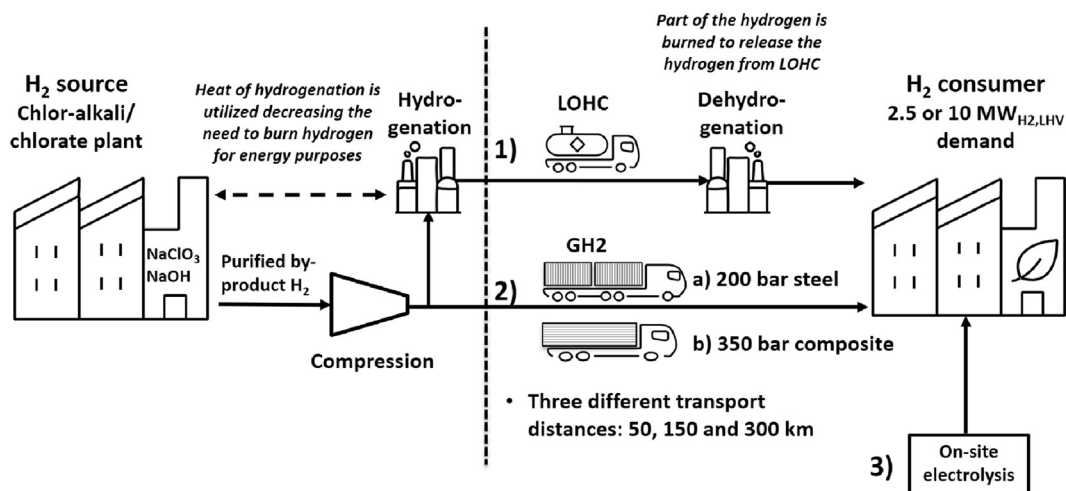 H2 source
Chlor-alkali/
chlorate plant
NaClO3
NaOH
Heat of hydrogenation is
utilized decreasing the
need to burn hydrogen
for energy purposes
Purified by-
product H2
Compression
Hydro-
genation
1)
LOHC
Part of the hydrogen is
burned to release the
hydrogen from LOHC
Dehydro-
genation
2)
GH2
a) 200 bar steel
b) 350 bar composite
• Three different transport
distances: 50, 150 and 300 km
H2 consumer
2.5 or 10 MWH2,LHV
demand
3)
On-site
electrolysis